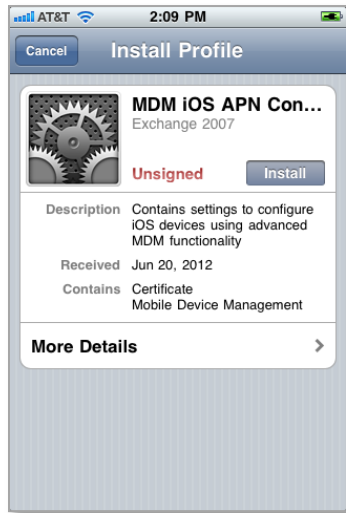 AT&T 2:09 PM
Cancel Install Profile
MDM iOS APN Con...
Exchange 2007
Unsigned Install
Description Contains settings to configure
iOS devices using advanced
MDM functionality
Received Jun 20, 2012
Contains Certificate
Mobile Device Management
More Details